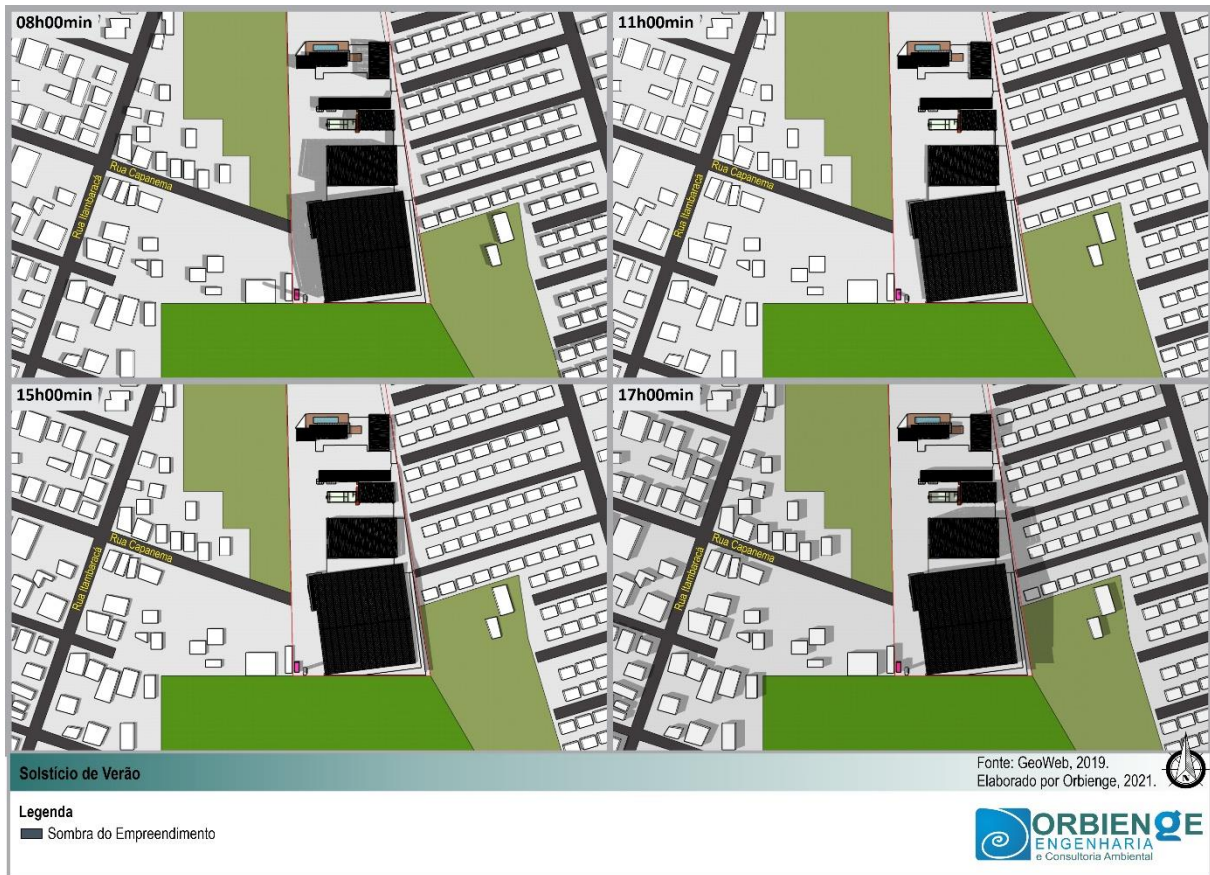 08h00min
11h00min
Rua Capanema
Rua Itambaracá
Rua Capanema
Rua Itambaracá
15h00min
17h00min
Rua Capanema
Rua Itambaracá
Rua Capanema
Rua Itambaracá
Solstício de Verão
Fonte: GeoWeb, 2019.
Elaborado por Orbienge, 2021.
Legenda
Sombra do Empreendimento
ORBIENGE
ENGENHARIA
e Consultoria Ambiental